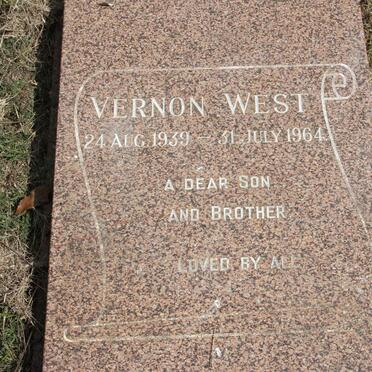 VERNON WEST
24 AUG. 1939 — 31 JULY 1964
A DEAR SON
AND BROTHER
LOVED BY ALL